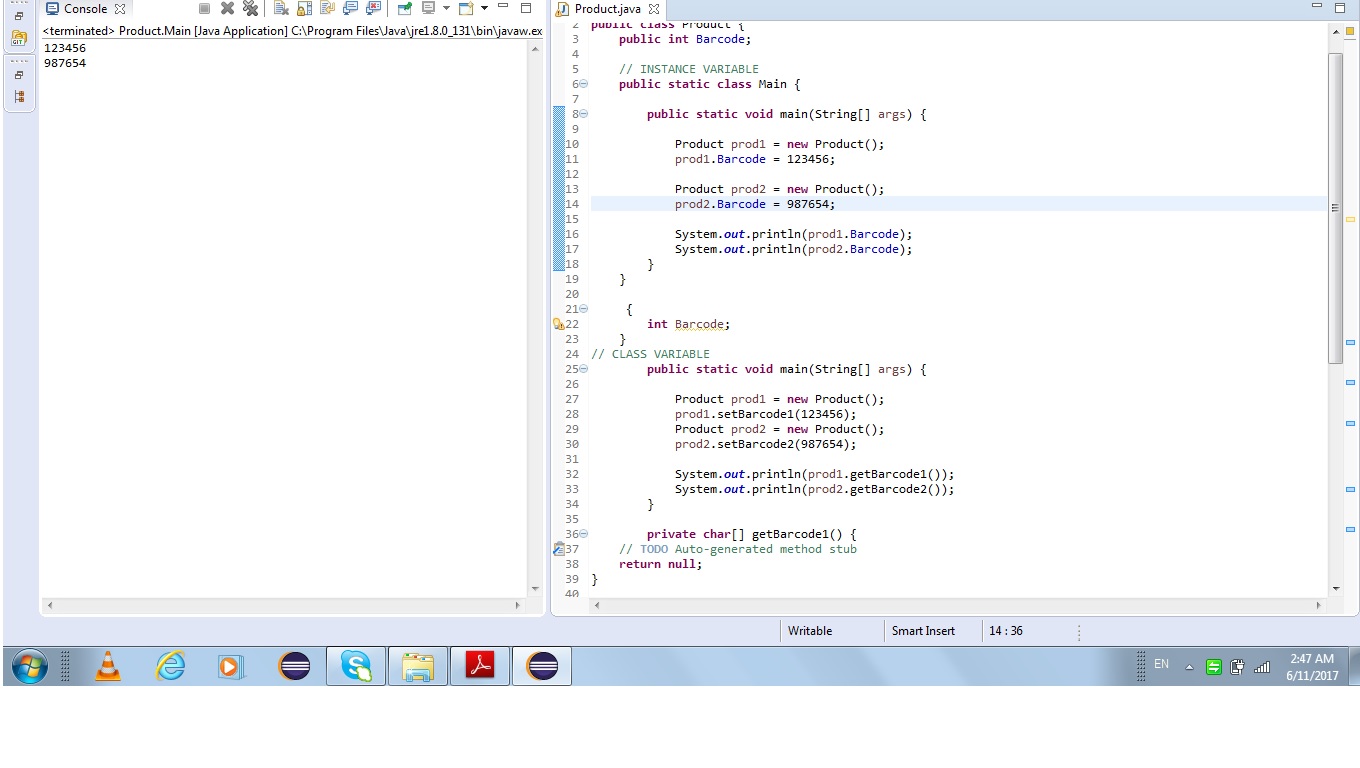 Console
<terminated> Product.Main [Java Application] C:\Program Files\Java\jre1.8.0_131\bin\javaw.ex
123456
987654
Product.java
2 public class Product {
3 public int Barcode;
4
5 // INSTANCE VARIABLE
6 public static class Main {
7
8 public static void main(String[] args) {
9
10 Product prod1 = new Product();
11 prod1.Barcode = 123456;
12
13 Product prod2 = new Product();
14 prod2.Barcode = 987654;
15
16 System.out.println(prod1.Barcode);
17 System.out.println(prod2.Barcode);
18 }
19 }
20
21 {
22 int Barcode;
23 }
24 // CLASS VARIABLE
25 public static void main(String[] args) {
26
27 Product prod1 = new Product();
28 prod1.setBarcode1(123456);
29 Product prod2 = new Product();
30 prod2.setBarcode2(987654);
31
32 System.out.println(prod1.getBarcode1());
33 System.out.println(prod2.getBarcode2());
34 }
35
36 private char[] getBarcode1() {
37 // TODO Auto-generated method stub
38 return null;
39 }
40
Writable
Smart Insert
14 : 36
EN
2:47 AM
6/11/2017
GIT